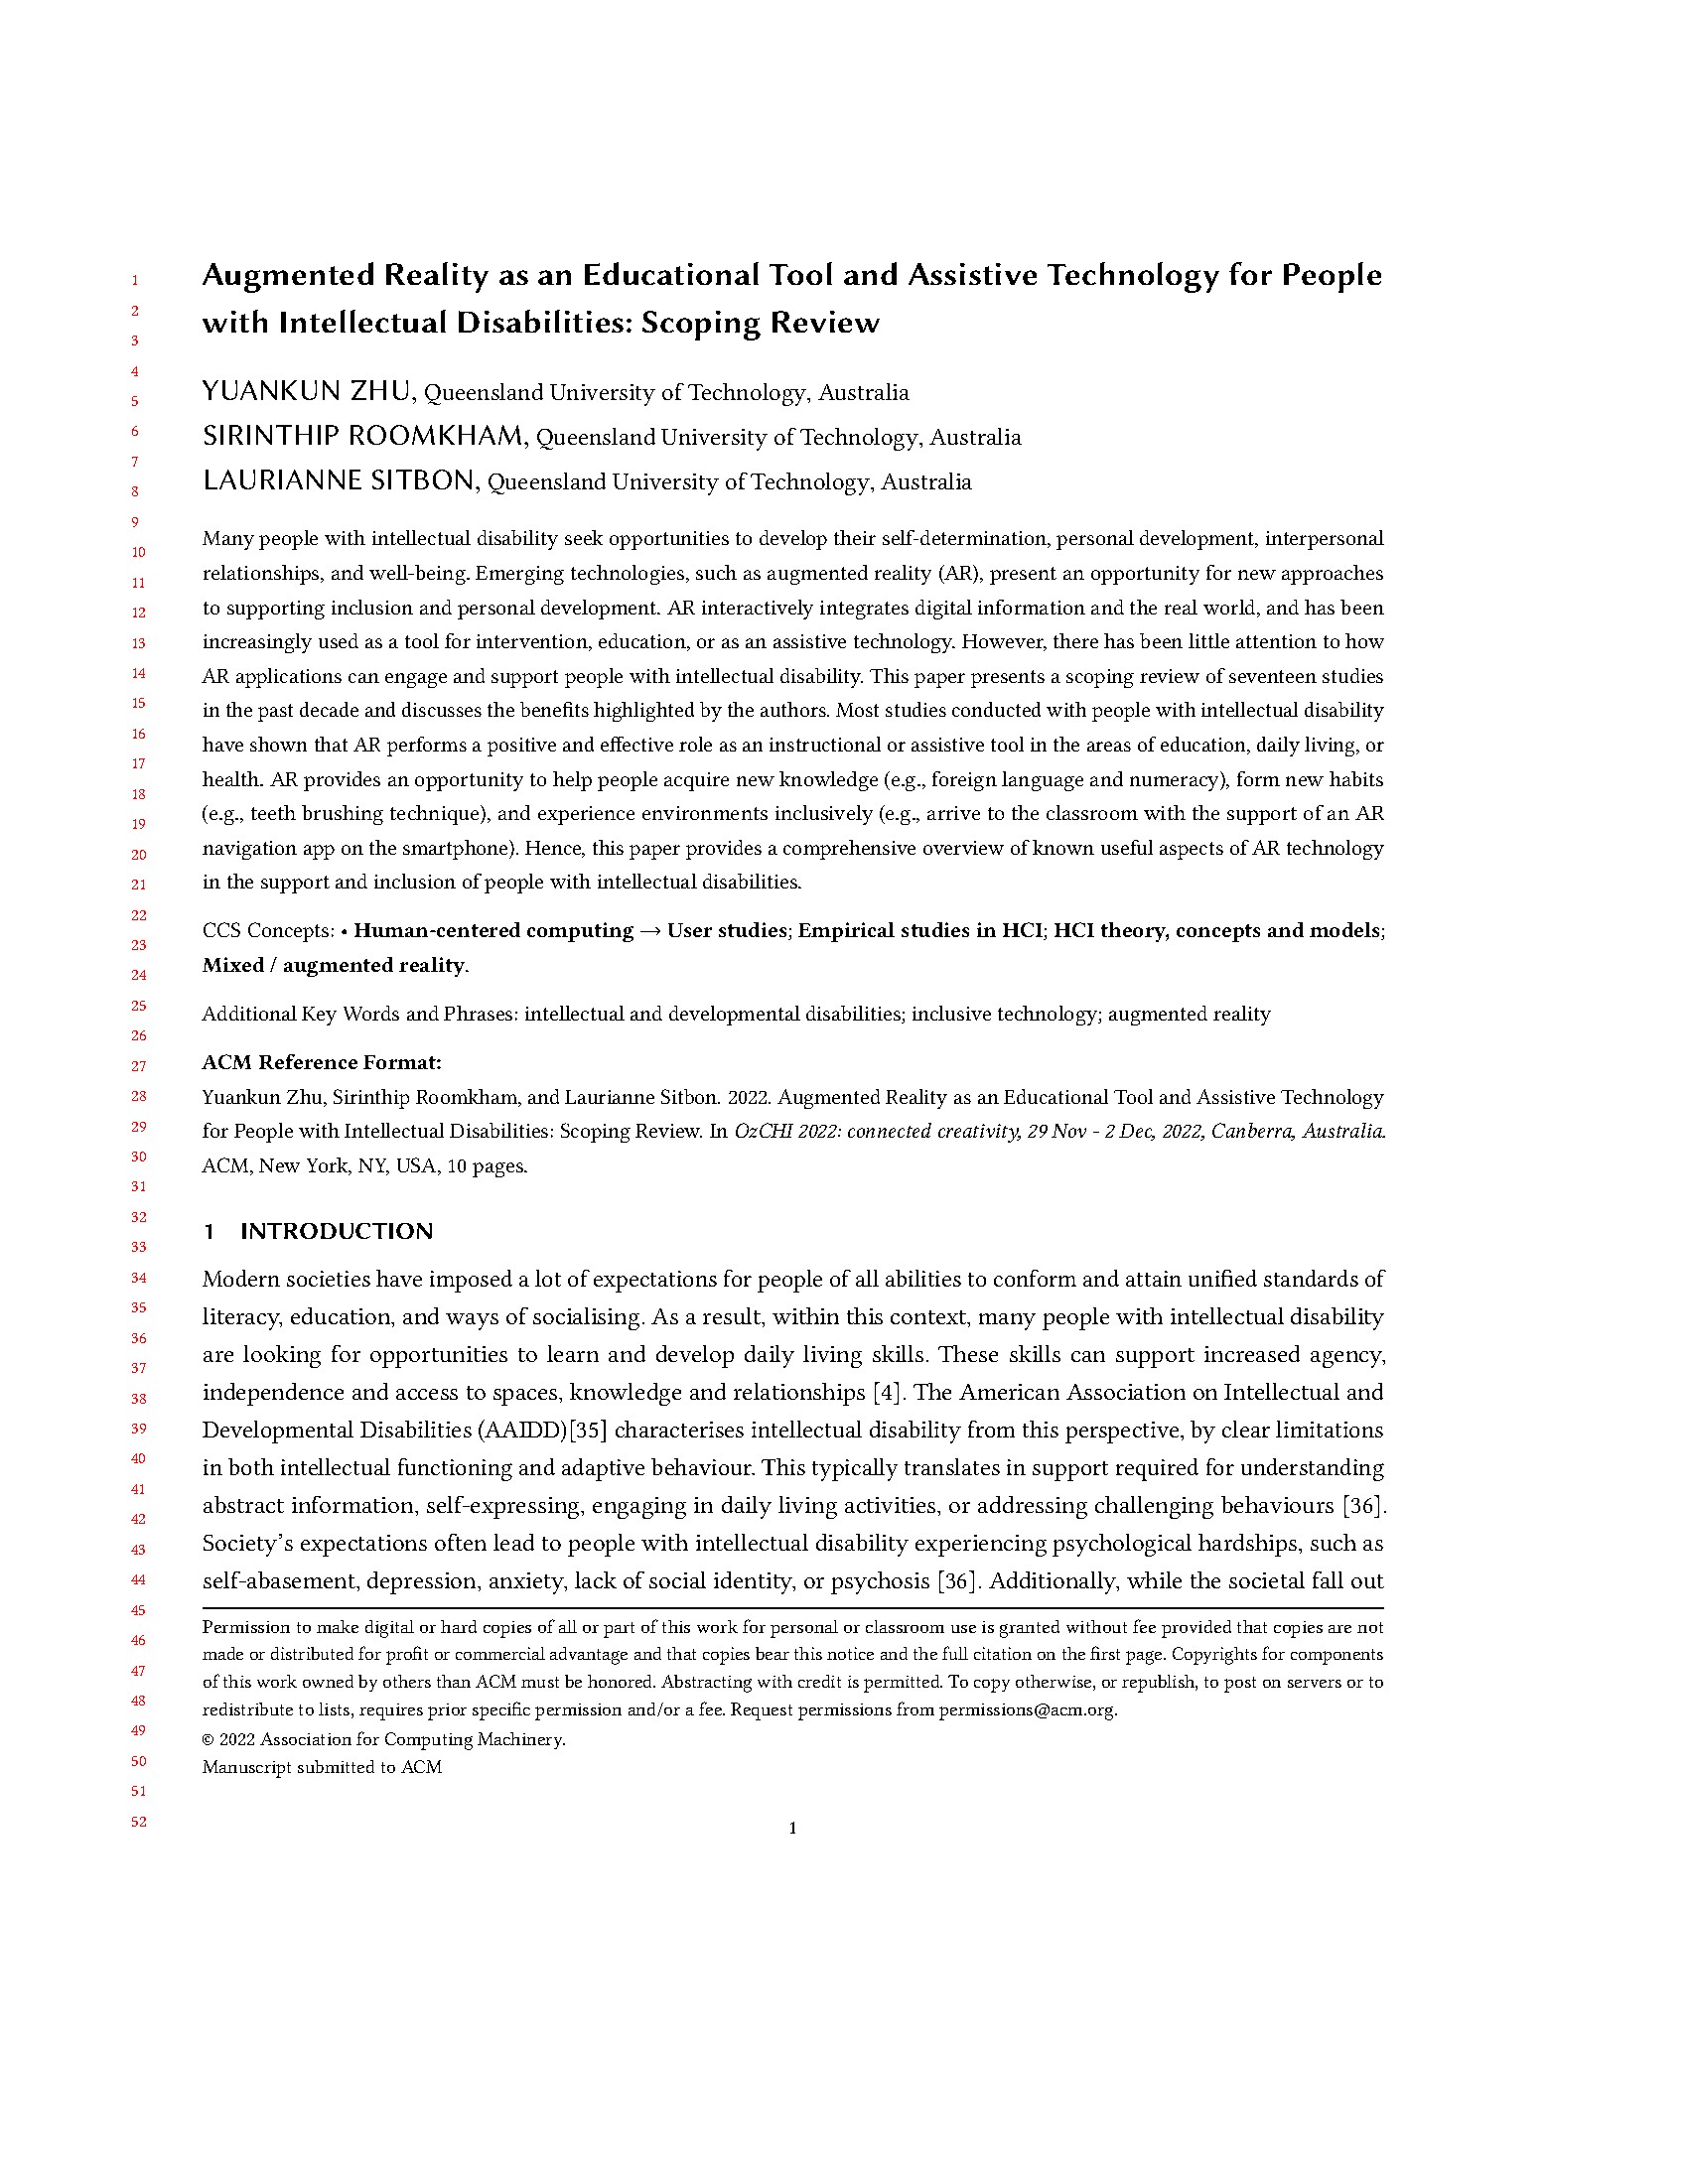 Augmented Reality as an Educational Tool and Assistive Technology for People
with Intellectual Disabilities: Scoping Review
YUANKUN ZHU, Queensland University of Technology, Australia
SIRINTHIP ROOMKHAM, Queensland University of Technology, Australia
LAURIANNE SITBON, Queensland University of Technology, Australia
Many people with intellectual disability seek opportunities to develop their self-determination, personal development, interpersonal
relationships, and well-being. Emerging technologies, such as augmented reality (AR), present an opportunity for new approaches
to supporting inclusion and personal development. AR interactively integrates digital information and the real world, and has been
increasingly used as a tool for intervention, education, or as an assistive technology. However, there has been little attention to how
AR applications can engage and support people with intellectual disability. This paper presents a scoping review of seventeen studies
in the past decade and discusses the benefits highlighted by the authors. Most studies conducted with people with intellectual disability
have shown that AR performs a positive and effective role as an instructional or assistive tool in the areas of education, daily living, or
health. AR provides an opportunity to help people acquire new knowledge (e.g., foreign language and numeracy), form new habits
(e.g., teeth brushing technique), and experience environments inclusively (e.g., arrive to the classroom with the support of an AR
navigation app on the smartphone). Hence, this paper provides a comprehensive overview of known useful aspects of AR technology
in the support and inclusion of people with intellectual disabilities.
CCS Concepts: • Human-centered computing → User studies; Empirical studies in HCI; HCI theory, concepts and models;
Mixed / augmented reality.
Additional Key Words and Phrases: intellectual and developmental disabilities; inclusive technology; augmented reality
ACM Reference Format:
Yuankun Zhu, Sirinthip Roomkham, and Laurianne Sitbon. 2022. Augmented Reality as an Educational Tool and Assistive Technology
for People with Intellectual Disabilities: Scoping Review. In OzCHI 2022: connected creativity, 29 Nov - 2 Dec, 2022, Canberra, Australia.
ACM, New York, NY, USA, 10 pages.
1 INTRODUCTION
Modern societies have imposed a lot of expectations for people of all abilities to conform and attain unified standards of
literacy, education, and ways of socialising. As a result, within this context, many people with intellectual disability
are looking for opportunities to learn and develop daily living skills. These skills can support increased agency,
independence and access to spaces, knowledge and relationships [4]. The American Association on Intellectual and
Developmental Disabilities (AAIDD)[35] characterises intellectual disability from this perspective, by clear limitations
in both intellectual functioning and adaptive behaviour. This typically translates in support required for understanding
abstract information, self-expressing, engaging in daily living activities, or addressing challenging behaviours [36].
Society's expectations often lead to people with intellectual disability experiencing psychological hardships, such as
self-abasement, depression, anxiety, lack of social identity, or psychosis [36]. Additionally, while the societal fall out
Permission to make digital or hard copies of all or part of this work for personal or classroom use is granted without fee provided that copies are not
made or distributed for profit or commercial advantage and that copies bear this notice and the full citation on the first page. Copyrights for components
of this work owned by others than ACM must be honored. Abstracting with credit is permitted. To copy otherwise, or republish, to post on servers or to
redistribute to lists, requires prior specific permission and/or a fee. Request permissions from permissions@acm.org.
© 2022 Association for Computing Machinery.
Manuscript submitted to ACM
1
1
2
3
4
5
6
7
8
9
10
11
12
13
14
15
16
17
18
19
20
21
22
23
24
25
26
27
28
29
30
31
32
33
34
35
36
37
38
39
40
41
42
43
44
45
46
47
48
49
50
51
52